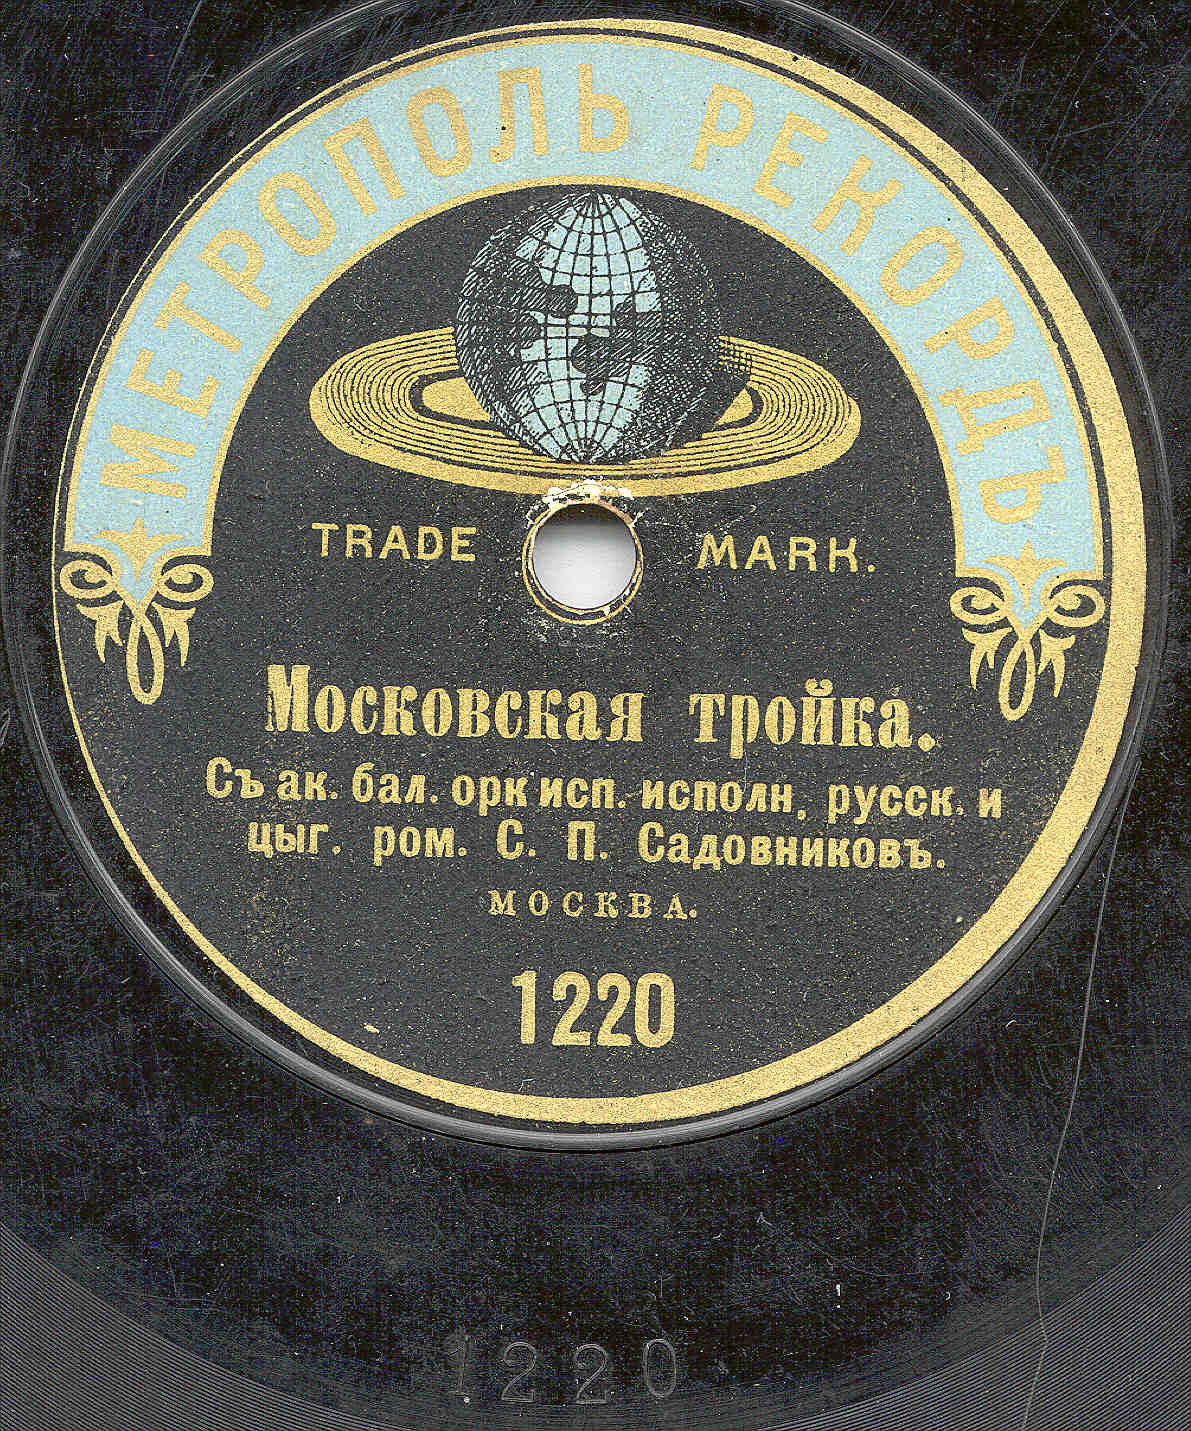 МЕТРОПОЛЬ РЕКОРДЪ
TRADE MARK.
Московская тройка.
Съ ак. бал. орк исп. исполн. русск. и
цыг. ром. С. П. Садовниковъ.
МОСКВА.
1220
1220